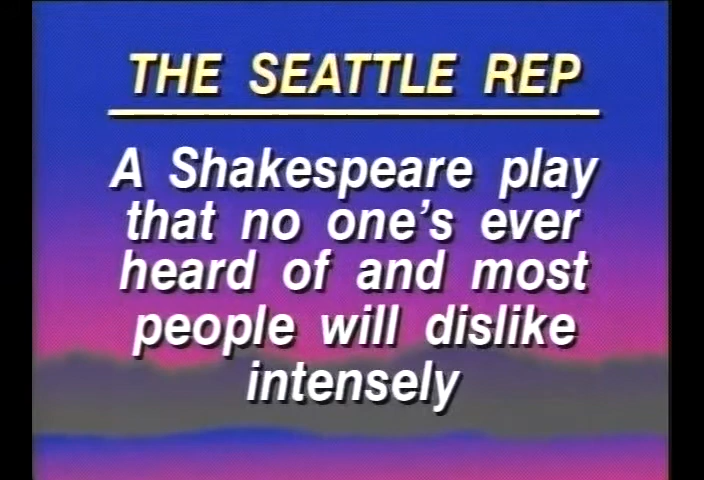 THE SEATTLE REP
A Shakespeare play
that no one's ever
heard of and most
people will dislike
intensely